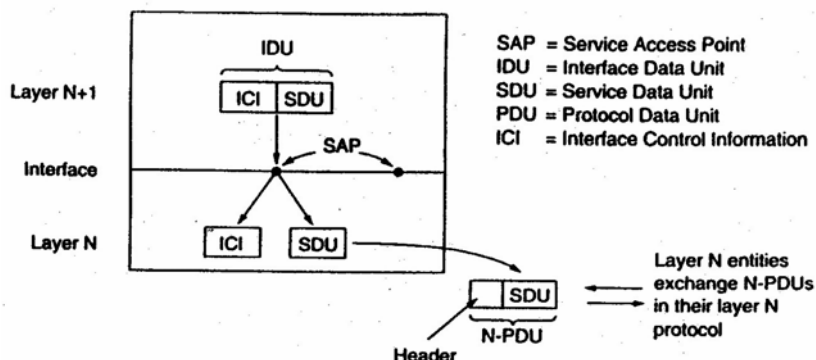 IDU
SAP = Service Access Point
IDU = Interface Data Unit
SDU = Service Data Unit
PDU = Protocol Data Unit
ICI = Interface Control Information
Layer N+1
ICI SDU
SAP
Interface
Layer N
ICI
SDU
SDU
N-PDU
Header
Layer N entities
exchange N-PDUs
in their layer N
protocol